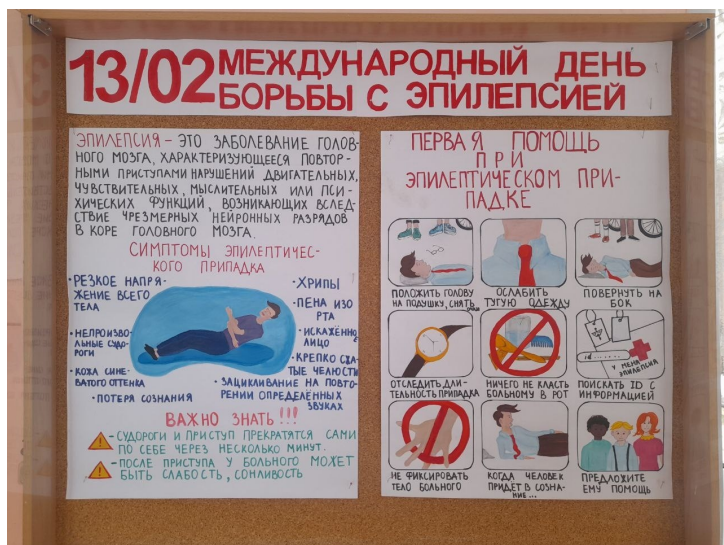 13/02 МЕЖДУНАРОДНЫЙ ДЕНЬ
БОРЬБЫ С ЭПИЛЕПСИЕЙ
ЭПИЛЕПСИЯ - ЭТО ЗАБОЛЕВАНИЕ ГОЛОВ-
НОГО МОЗГА, ХАРАКТЕРИЗУЮЩЕЕСЯ ПОВТОР-
НЫМИ ПРИСТУПАМИ НАРУШЕНИЙ ДВИГАТЕЛЬНЫХ,
ЧУВСТВИТЕЛЬНЫХ, МЫСЛИТЕЛЬНЫХ ИЛИ ПСИ-
ХИЧЕСКИХ ФУНКЦИЙ, ВОЗНИКАЮЩИХ ВСЛЕД-
СТВИЕ ЧРЕЗМЕРНЫХ НЕЙРОННЫХ РАЗРЯДОВ
В КОРЕ ГОЛОВНОГО МОЗГА.
СИМПТОМЫ ЭПИЛЕПТИЧЕС-
КОГО ПРИПАДКА
• РЕЗКОЕ НАПРЯ-
ЖЕНИЕ ВСЕГО
ТЕЛА
• НЕПРОИЗВО-
ЛЬНЫЕ СУДО-
РОГИ
• КОЖА СИНЕ-
ВАТОГО ОТТЕНКА
• ПОТЕРЯ СОЗНАНИЯ
• ХРИПЫ
• ПЕНА ИЗО
РТА
• ИСКАЖЁННОЕ
ЛИЦО
• КРЕПКО СЖА-
ТЫЕ ЧЕЛЮСТИ
• ЗАЦИКЛИВАНИЕ НА ПОВТО-
РЕНИИ ОПРЕДЕЛЁННЫХ
ЗВУКАХ
ВАЖНО ЗНАТЬ!!!
- СУДОРОГИ И ПРИСТУП ПРЕКРАТЯТСЯ САМИ
ПО СЕБЕ ЧЕРЕЗ НЕСКОЛЬКО МИНУТ.
- ПОСЛЕ ПРИСТУПА У БОЛЬНОГО МОЖЕТ
БЫТЬ СЛАБОСТЬ, СОНЛИВОСТЬ
ПЕРВАЯ ПОМОЩЬ
ПРИ
ЭПИЛЕПТИЧЕСКОМ ПРИ-
ПАДКЕ
ПОЛОЖИТЬ ГОЛОВУ
НА ПОДУШКУ, СНЯТЬ
ОСЛАБИТЬ
ТУГУЮ ОДЕЖДУ
ПОВЕРНУТЬ НА
БОК
У МЕНЯ
ЭПИЛЕПСИЯ
ОТСЛЕДИТЬ ДЛИ-
ТЕЛЬНОСТЬ ПРИПАДКА
НИЧЕГО НЕ КЛАСТЬ
БОЛЬНОМУ В РОТ
ПОИСКАТЬ ID С
ИНФОРМАЦИЕЙ
НЕ ФИКСИРОВАТЬ
ТЕЛО БОЛЬНОГО
КОГДА ЧЕЛОВЕК
ПРИДЕТ В СОЗНА-
НИЕ...
ПРЕДЛОЖИТЕ
ЕМУ ПОМОЩЬ